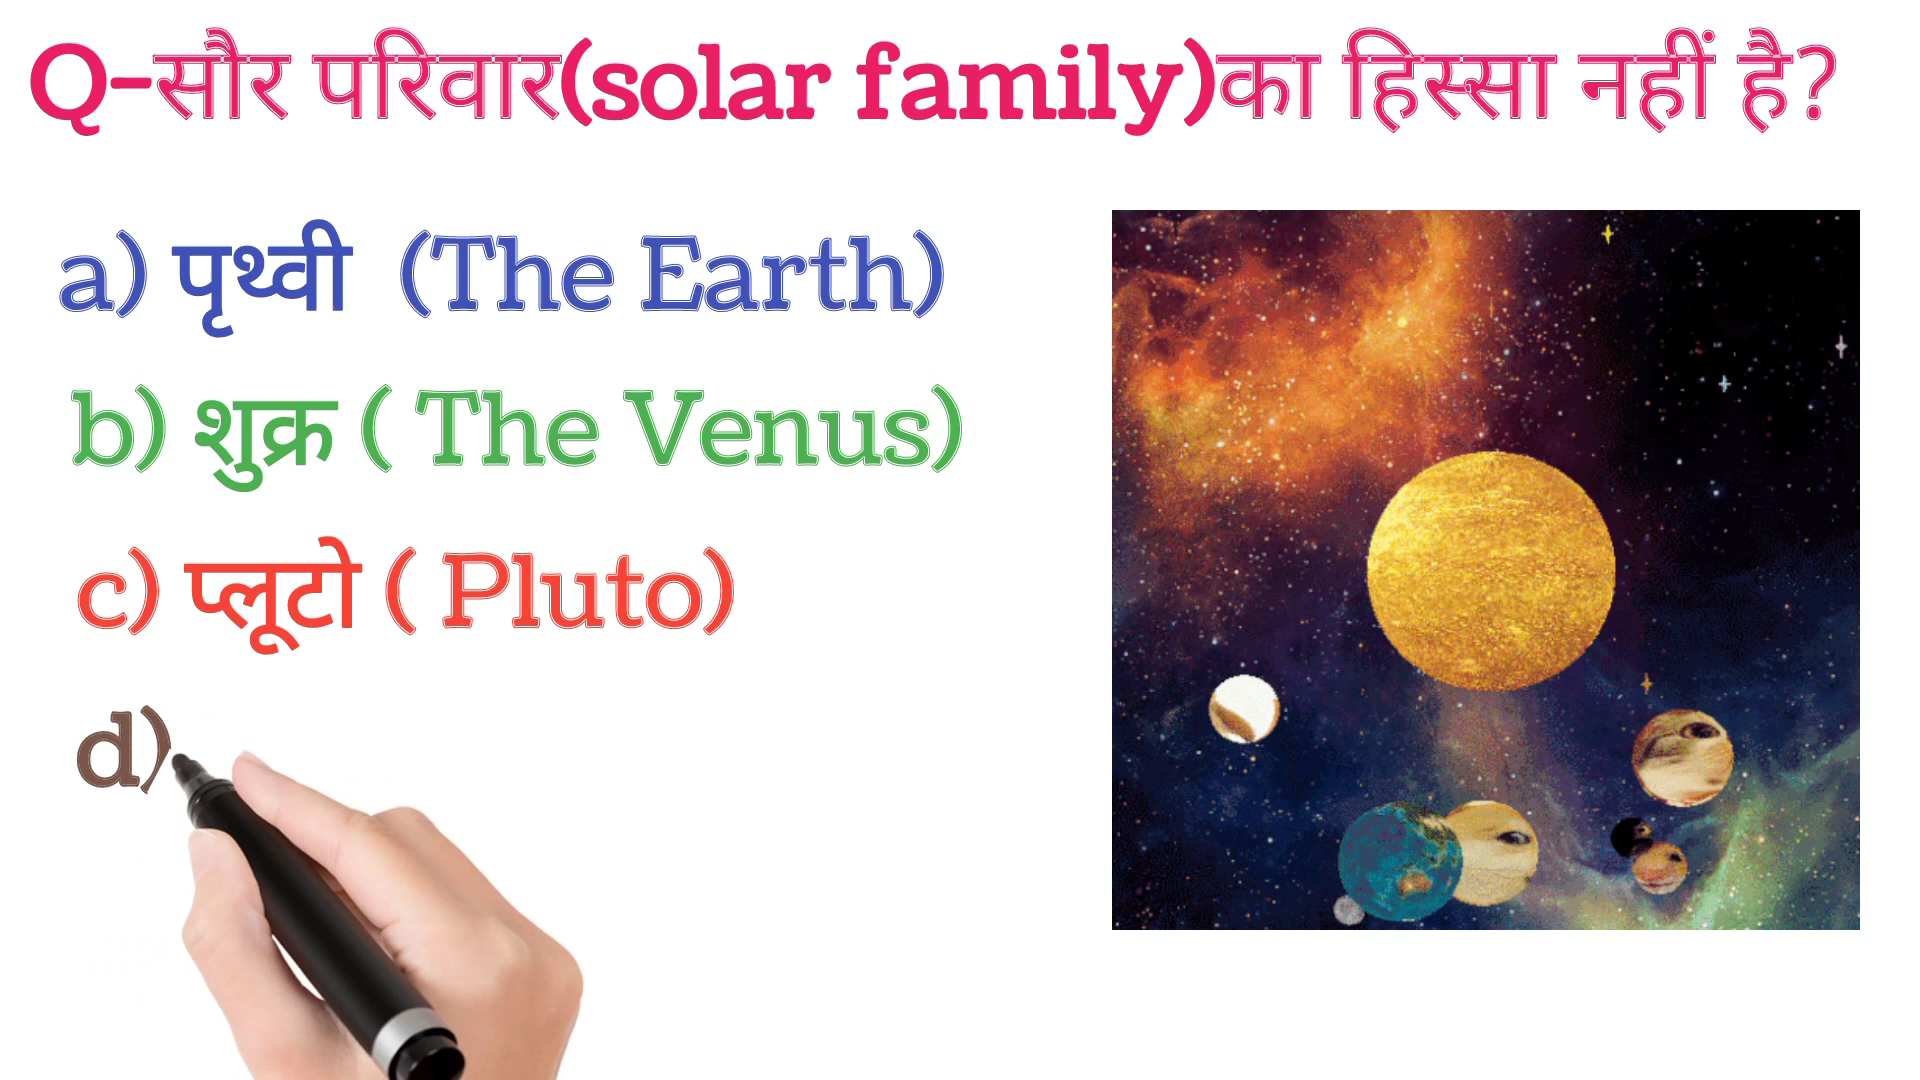 Q-सौर परिवार(solar family)का हिस्सा नहीं है?
a) पृथ्वी (The Earth)
b) शुक्र ( The Venus)
c) प्लूटो ( Pluto)
d)